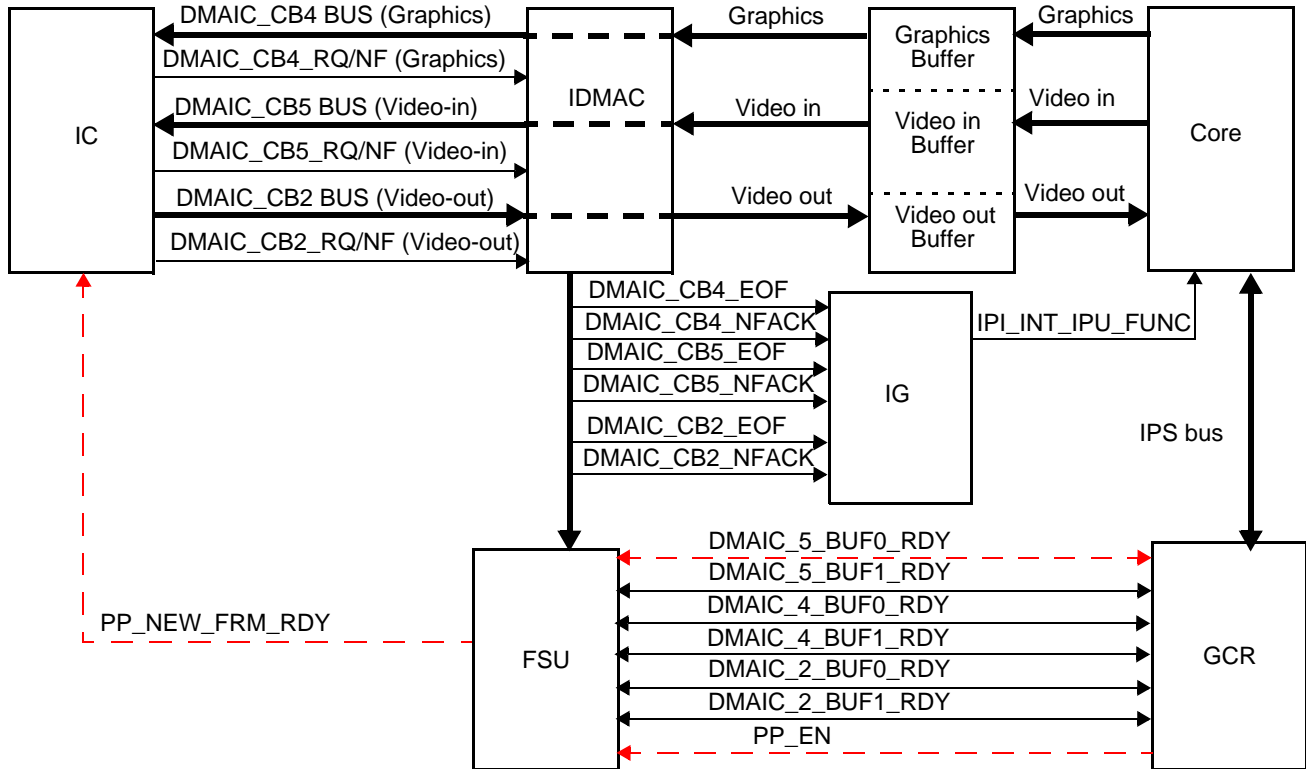 DMAIC_CB4 BUS (Graphics)
DMAIC_CB4_RQ/NF (Graphics)
DMAIC_CB5 BUS (Video-in)
DMAIC_CB5_RQ/NF (Video-in)
DMAIC_CB2 BUS (Video-out)
DMAIC_CB2_RQ/NF (Video-out)
IC
IDMAC
Graphics
Video in
Video out
Graphics
Buffer
Video in
Buffer
Video out
Buffer
Graphics
Video in
Video out
Core
DMAIC_CB4_EOF
DMAIC_CB4_NFACK
DMAIC_CB5_EOF
DMAIC_CB5_NFACK
DMAIC_CB2_EOF
DMAIC_CB2_NFACK
IG
IPI_INT_IPU_FUNC
IPS bus
PP_NEW_FRM_RDY
FSU
DMAIC_5_BUF0_RDY
DMAIC_5_BUF1_RDY
DMAIC_4_BUF0_RDY
DMAIC_4_BUF1_RDY
DMAIC_2_BUF0_RDY
DMAIC_2_BUF1_RDY
PP_EN
GCR